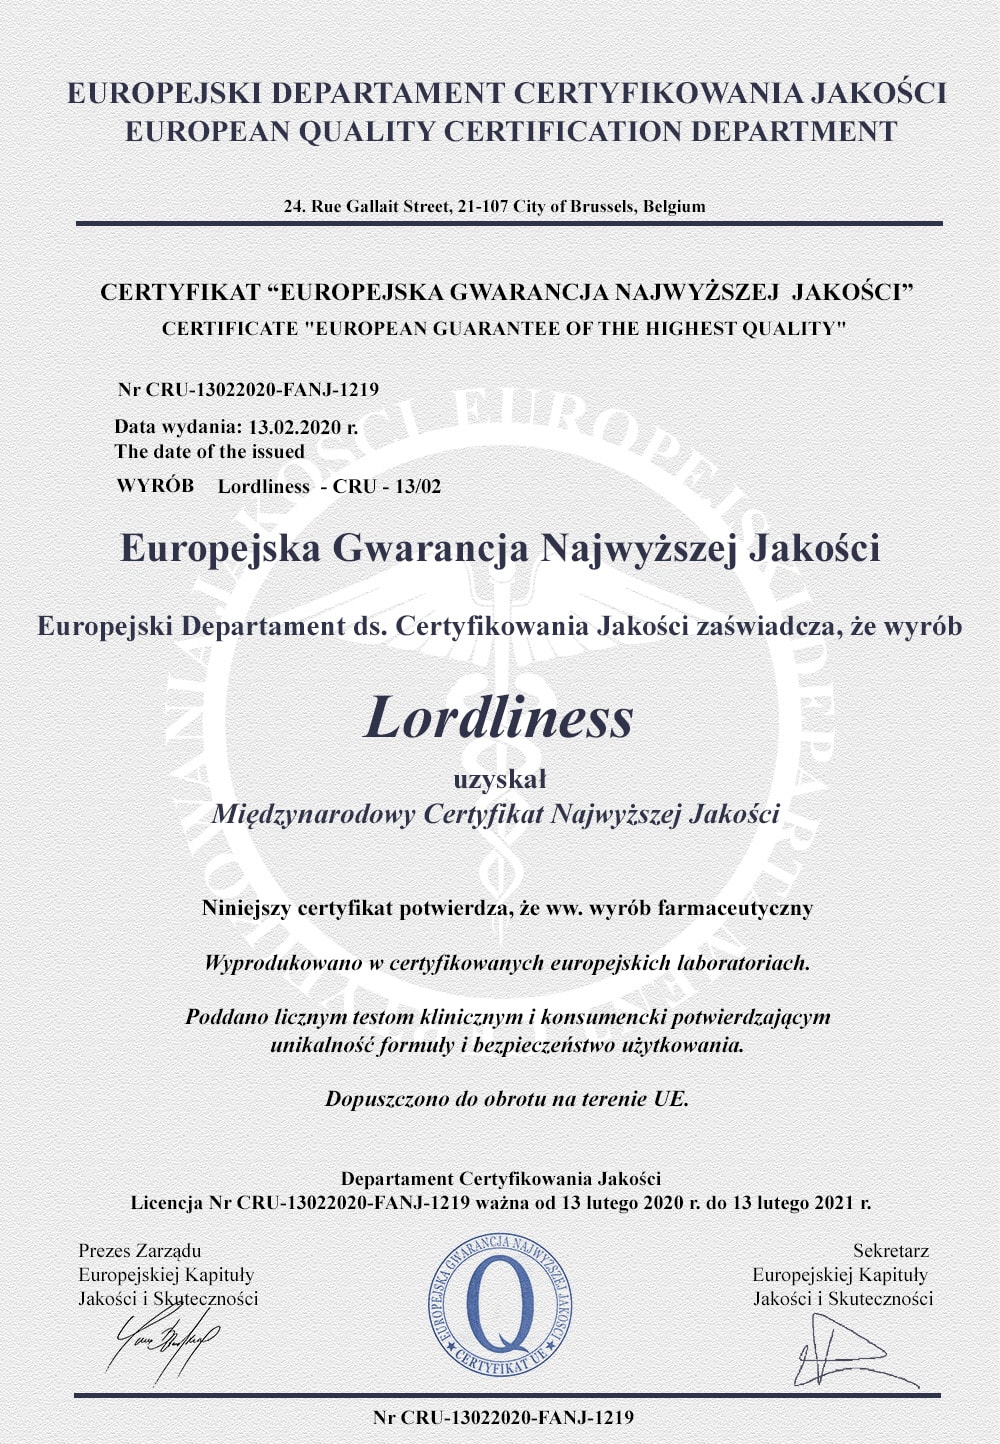 EUROPEJSKI DEPARTAMENT CERTYFIKOWANIA JAKOŚCI
EUROPEAN QUALITY CERTIFICATION DEPARTMENT
24. Rue Gallait Street, 21-107 City of Brussels, Belgium
CERTYFIKAT “EUROPEJSKA GWARANCJA NAJWYŻSZEJ JAKOŚCI”
CERTIFICATE "EUROPEAN GUARANTEE OF THE HIGHEST QUALITY"
Nr CRU-13022020-FANJ-1219
Data wydania: 13.02.2020 r.
The date of the issued
WYRÓB Lordliness - CRU - 13/02
Europejska Gwarancja Najwyższej Jakości
Europejski Departament ds. Certyfikowania Jakości zaświadcza, że wyrób
Lordliness
uzyskał
Międzynarodowy Certyfikat Najwyższej Jakości
Niniejszy certyfikat potwierdza, że ww. wyrób farmaceutyczny
Wyprodukowano w certyfikowanych europejskich laboratoriach.
Poddano licznym testom klinicznym i konsumencki potwierdzającym
unikalność formuły i bezpieczeństwo użytkowania.
Dopuszczono do obrotu na terenie UE.
Departament Certyfikowania Jakości
Licencja Nr CRU-13022020-FANJ-1219 ważna od 13 lutego 2020 r. do 13 lutego 2021 r.
Prezes Zarządu
Europejskiej Kapituły
Jakości i Skuteczności
EUROPEJSKA GWARANCJA NAJWYŻSZEJ JAKOŚCI
Q
CERTYFIKAT UE
Sekretarz
Europejskiej Kapituły
Jakości i Skuteczności
Nr CRU-13022020-FANJ-1219
EUROPEJSKI DEPARTAMENT CERTYFIKOWANIA JAKOSCI